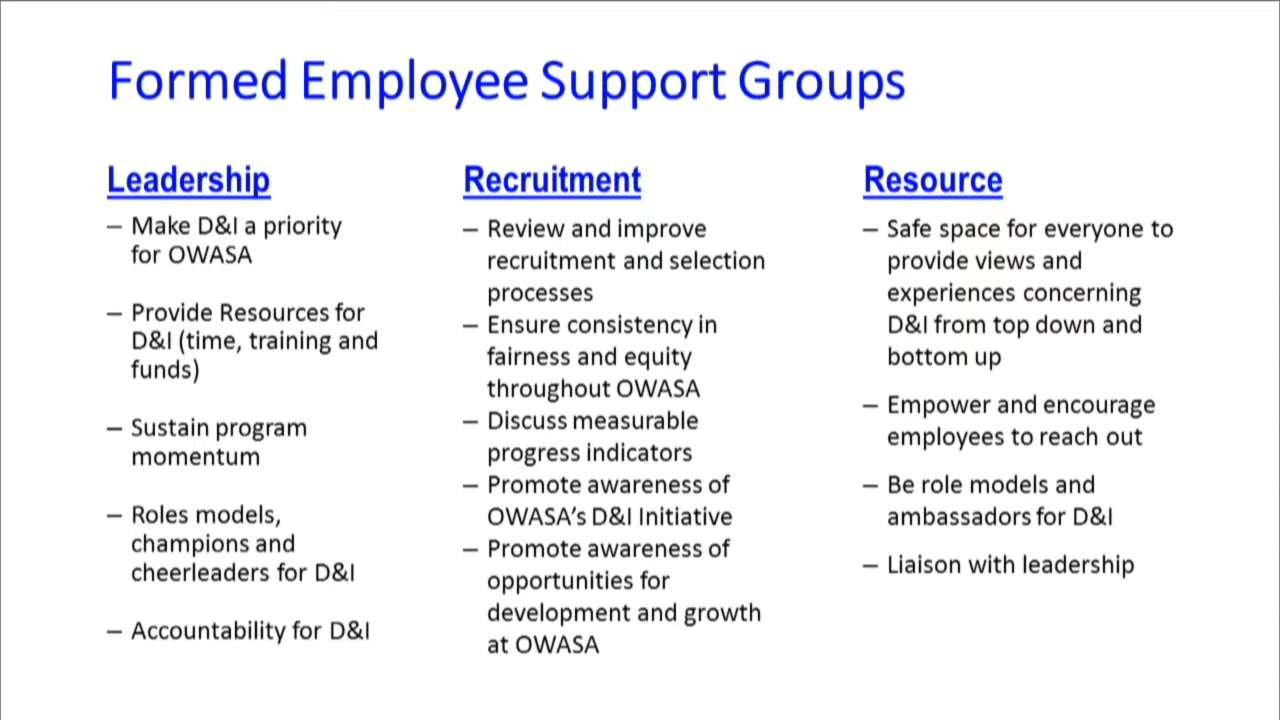 Formed Employee Support Groups
Leadership
– Make D&I a priority
for OWASA
– Provide Resources for
D&I (time, training and
funds)
– Sustain program
momentum
– Roles models,
champions and
cheerleaders for D&I
– Accountability for D&I
Recruitment
– Review and improve
recruitment and selection
processes
– Ensure consistency in
fairness and equity
throughout OWASA
– Discuss measurable
progress indicators
– Promote awareness of
OWASA’s D&I Initiative
– Promote awareness of
opportunities for
development and growth
at OWASA
Resource
– Safe space for everyone to
provide views and
experiences concerning
D&I from top down and
bottom up
– Empower and encourage
employees to reach out
– Be role models and
ambassadors for D&I
– Liaison with leadership